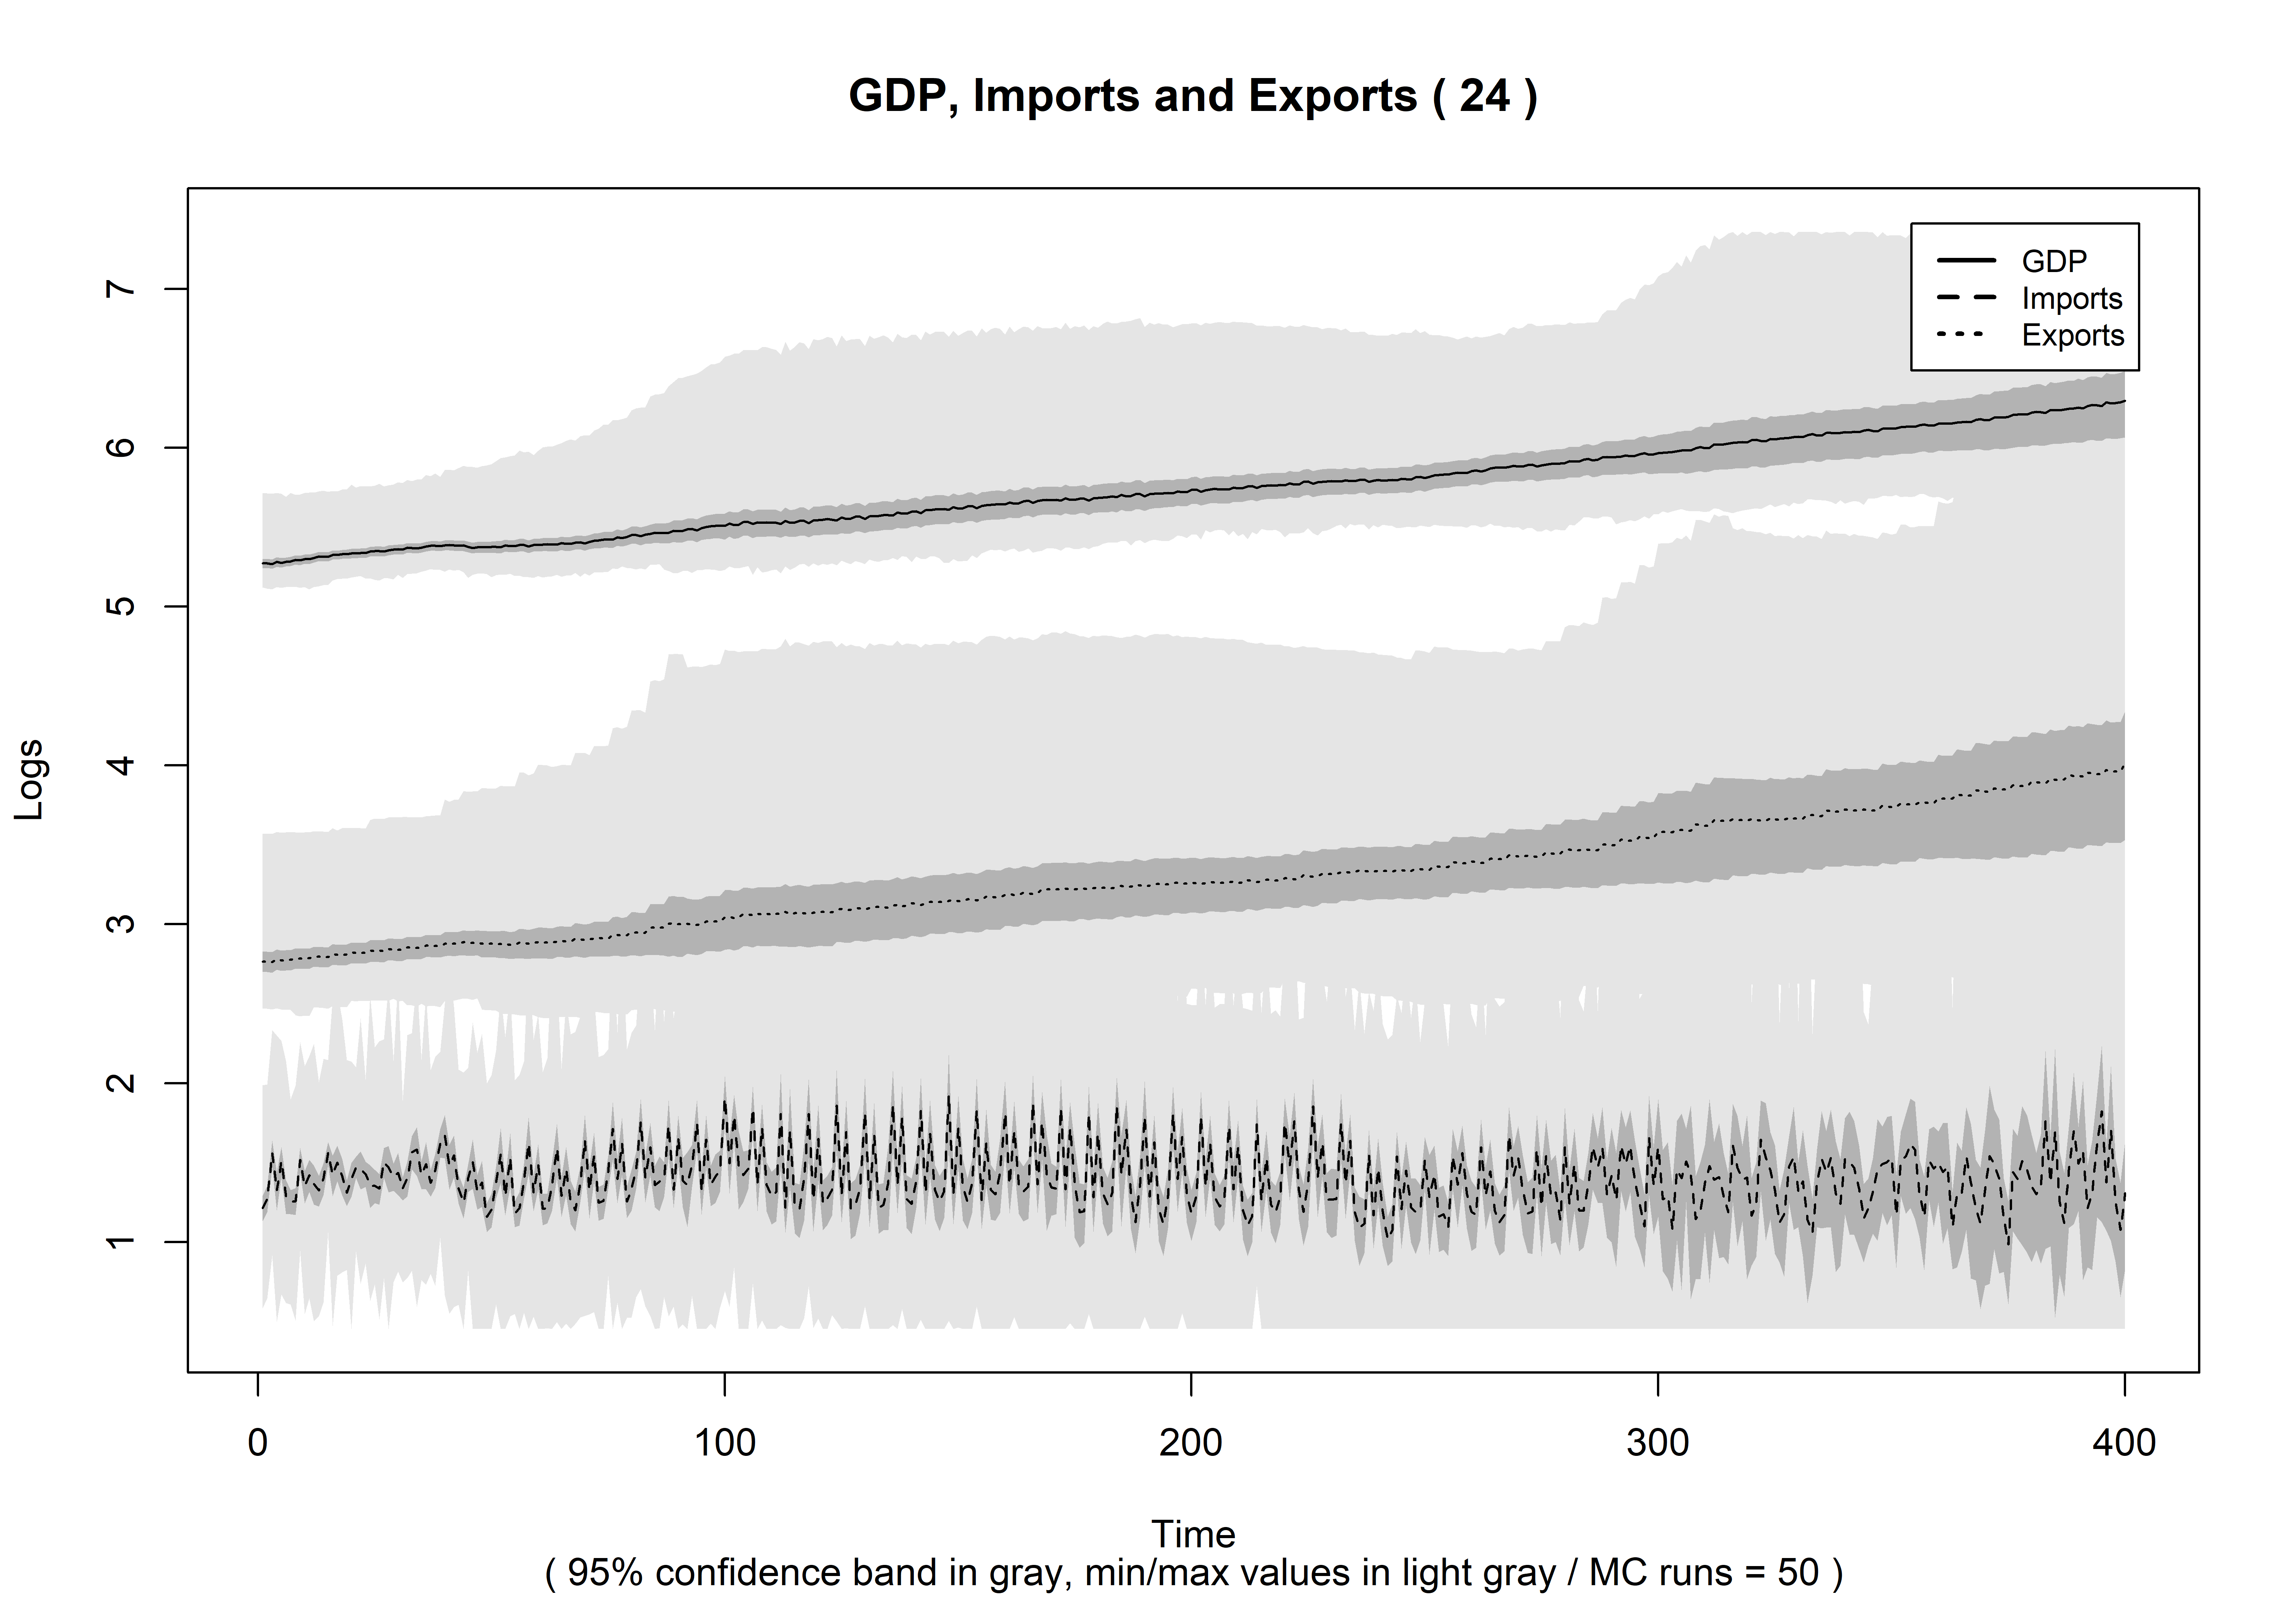 GDP, Imports and Exports ( 24 )
GDP
Imports
Exports
7
6
5
4
3
2
1
Logs
0 100 200 300 400
Time
( 95% confidence band in gray, min/max values in light gray / MC runs = 50 )